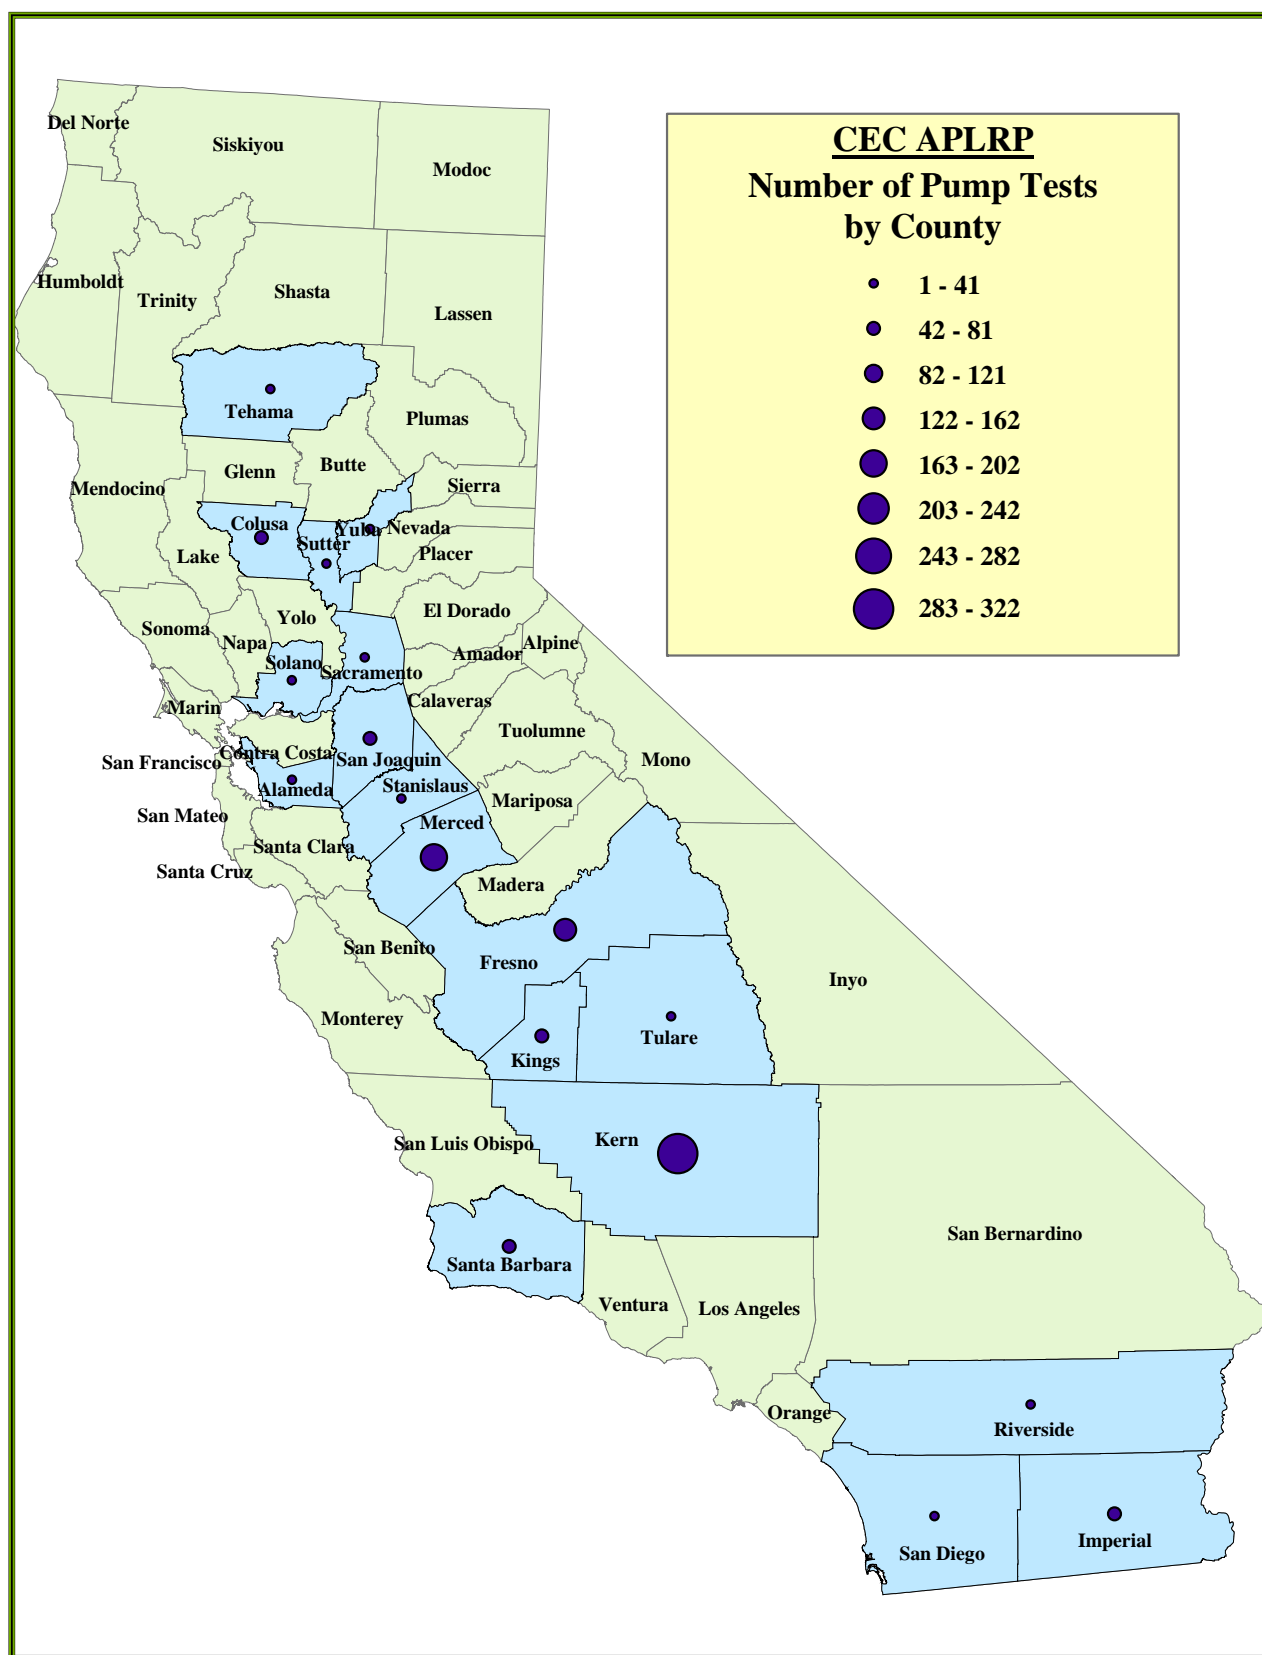 CEC APLRP
Number of Pump Tests
by County
1 - 41
42 - 81
82 - 121
122 - 162
163 - 202
203 - 242
243 - 282
283 - 322
Del Norte
Siskiyou
Modoc
Humboldt
Trinity
Shasta
Lassen
Tehama
Plumas
Glenn
Butte
Sierra
Mendocino
Colusa
Sutter
Yuba
Nevada
Lake
Placer
Sonoma
Napa
Yolo
El Dorado
Amador
Alpine
Solano
Sacramento
Marin
Calaveras
Tuolumne
San Francisco
Contra Costa
San Joaquin
Mono
Alameda
Stanislaus
Mariposa
San Mateo
Merced
Santa Clara
Santa Cruz
Madera
San Benito
Fresno
Inyo
Monterey
Kings
Tulare
San Luis Obispo
Kern
San Bernardino
Santa Barbara
Ventura
Los Angeles
Orange
Riverside
San Diego
Imperial